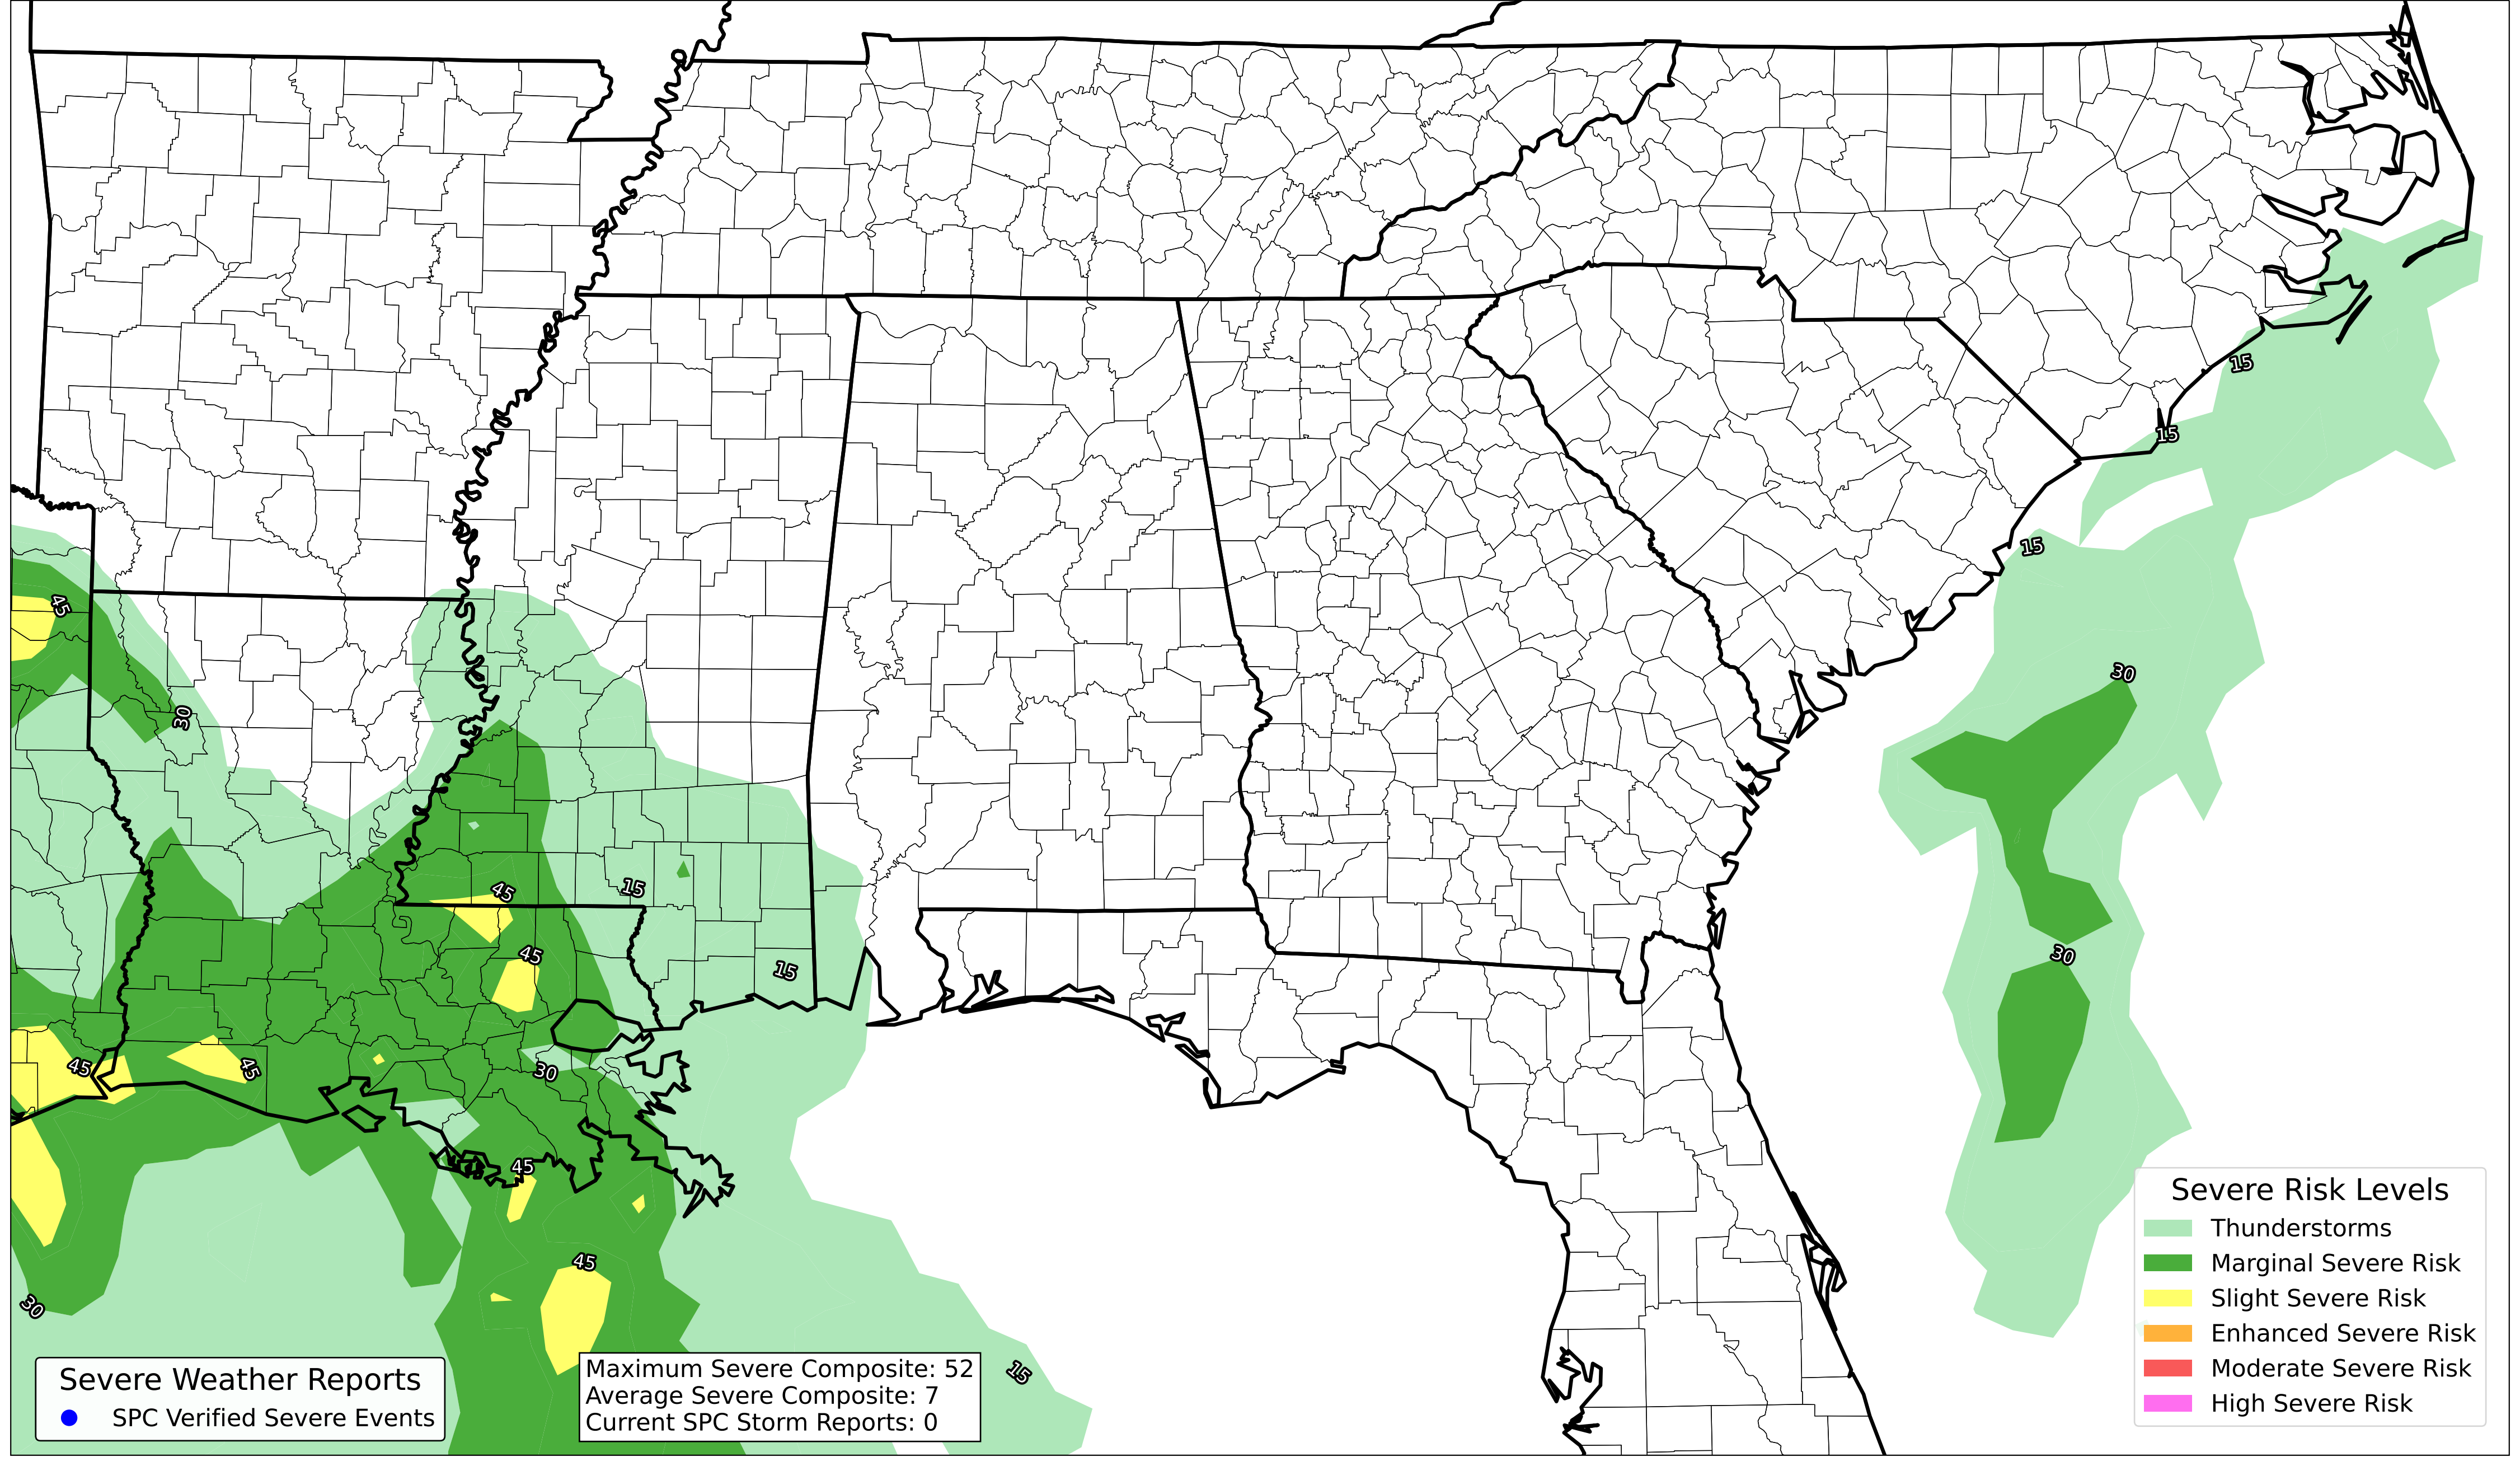 15
15
15
45
30
30
45
15
45
30
15
45
45
30
45
45
30
15
Severe Risk Levels
Thunderstorms
Marginal Severe Risk
Slight Severe Risk
Enhanced Severe Risk
Moderate Severe Risk
High Severe Risk
Severe Weather Reports
SPC Verified Severe Events
Maximum Severe Composite: 52
Average Severe Composite: 7
Current SPC Storm Reports: 0